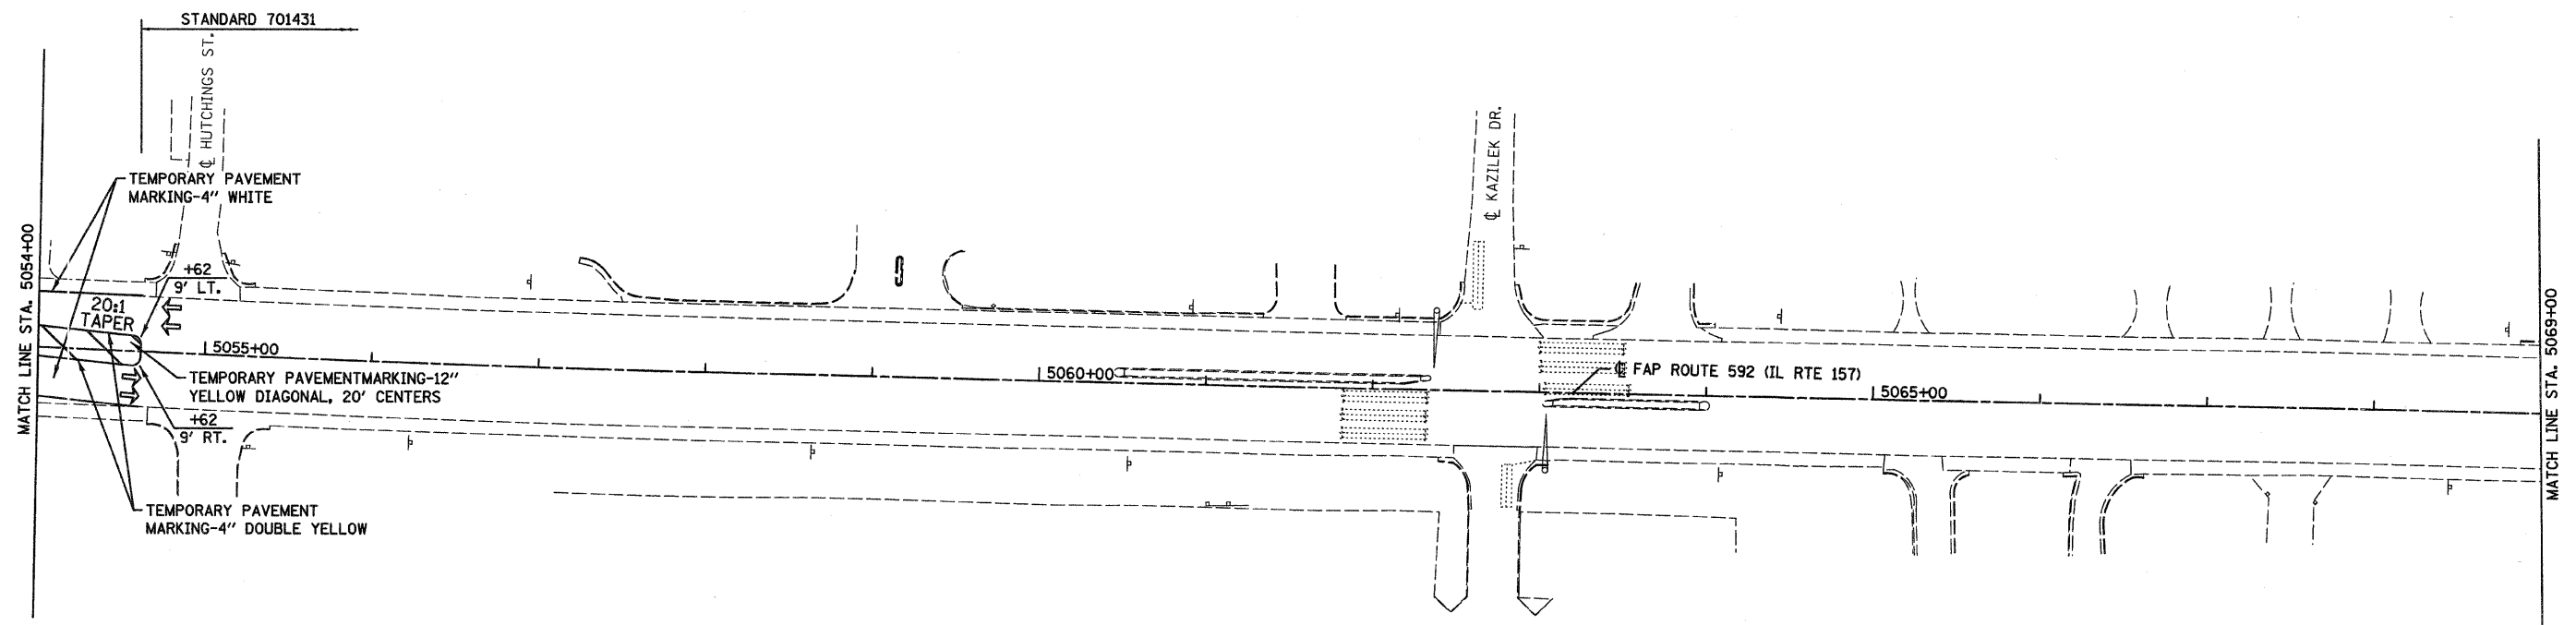 STANDARD 701431
℄ HUTCHINGS ST.
℄ KAZILEK DR.
TEMPORARY PAVEMENT
MARKING-4" WHITE
MATCH LINE STA. 5054+00
+62
9' LT.
20:1
TAPER
5055+00
TEMPORARY PAVEMENTMARKING-12"
YELLOW DIAGONAL, 20' CENTERS
5060+00
℄ FAP ROUTE 592 (IL RTE 157)
5065+00
MATCH LINE STA. 5069+00
+62
9' RT.
TEMPORARY PAVEMENT
MARKING-4" DOUBLE YELLOW